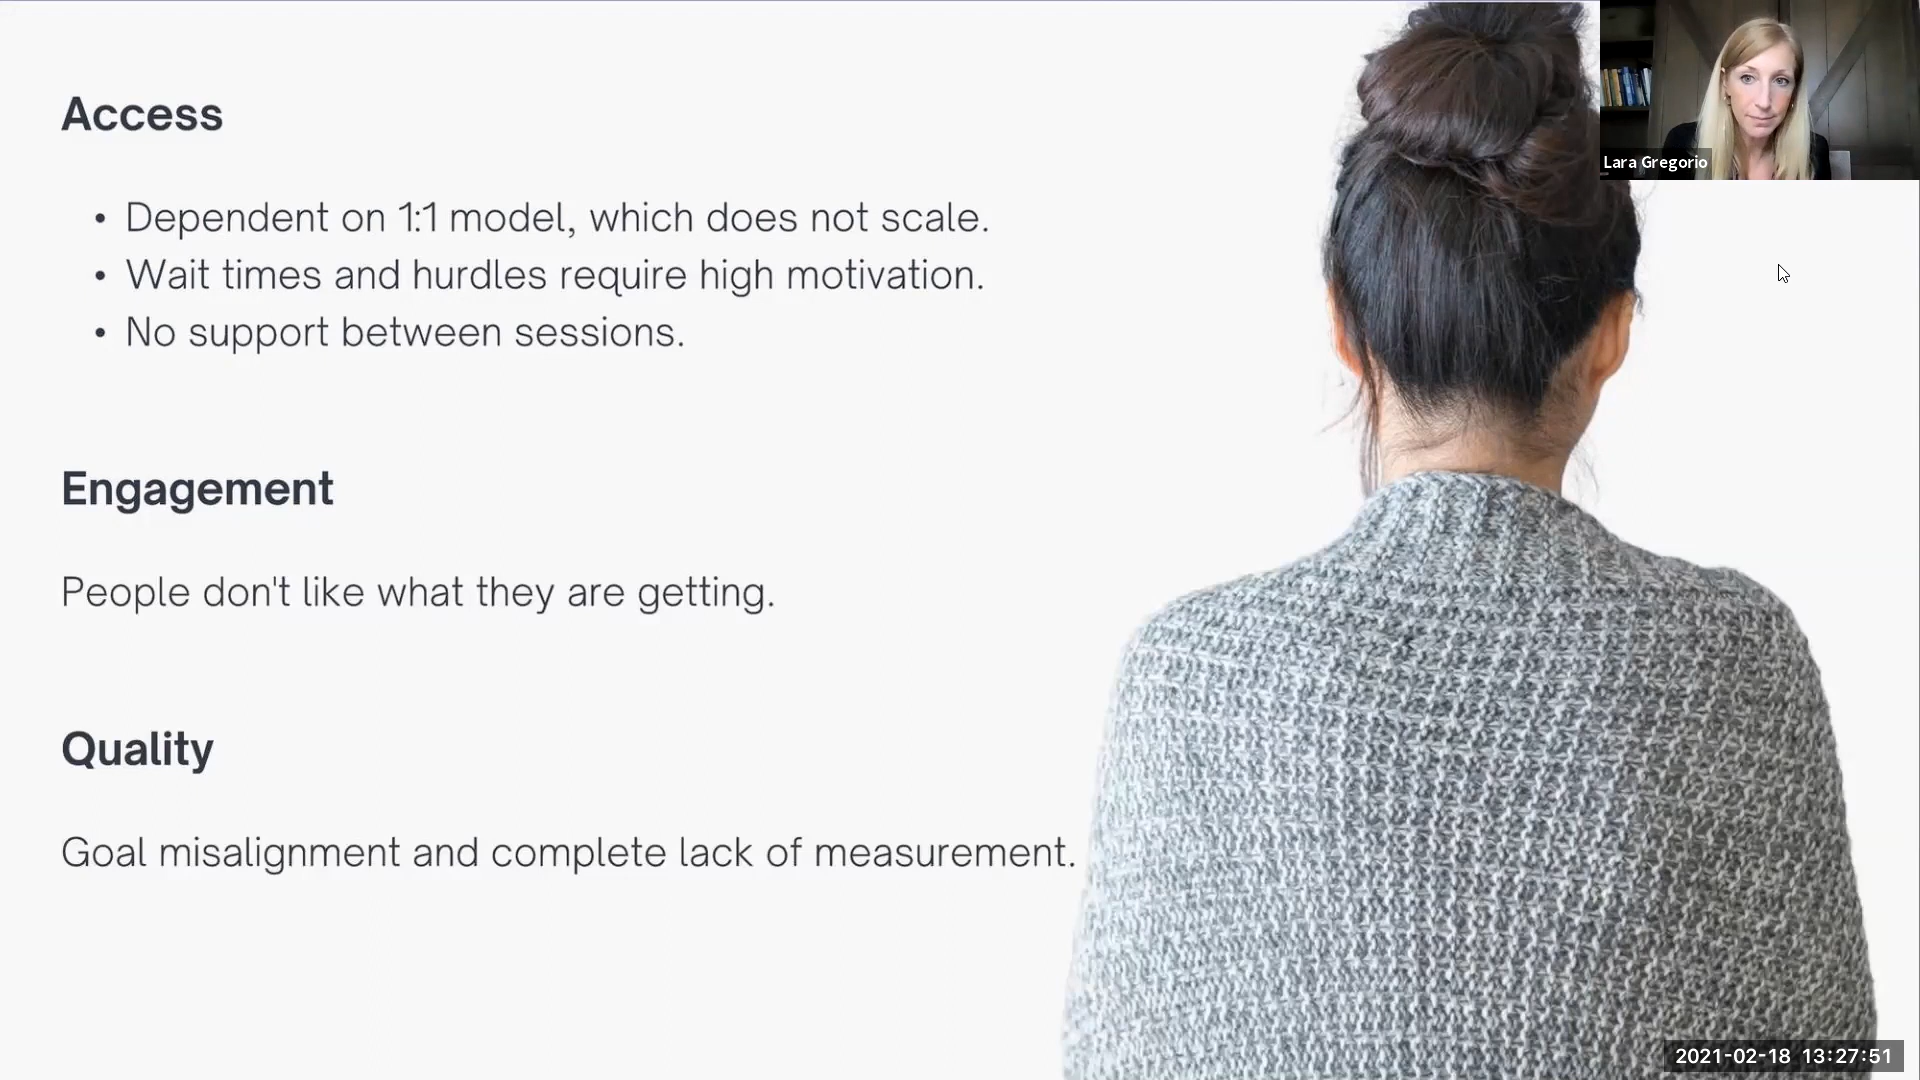 Access
• Dependent on 1:1 model, which does not scale.
• Wait times and hurdles require high motivation.
• No support between sessions.
Engagement
People don't like what they are getting.
Quality
Goal misalignment and complete lack of measurement.
Lara Gregorio
2021-02-18 13:27:51